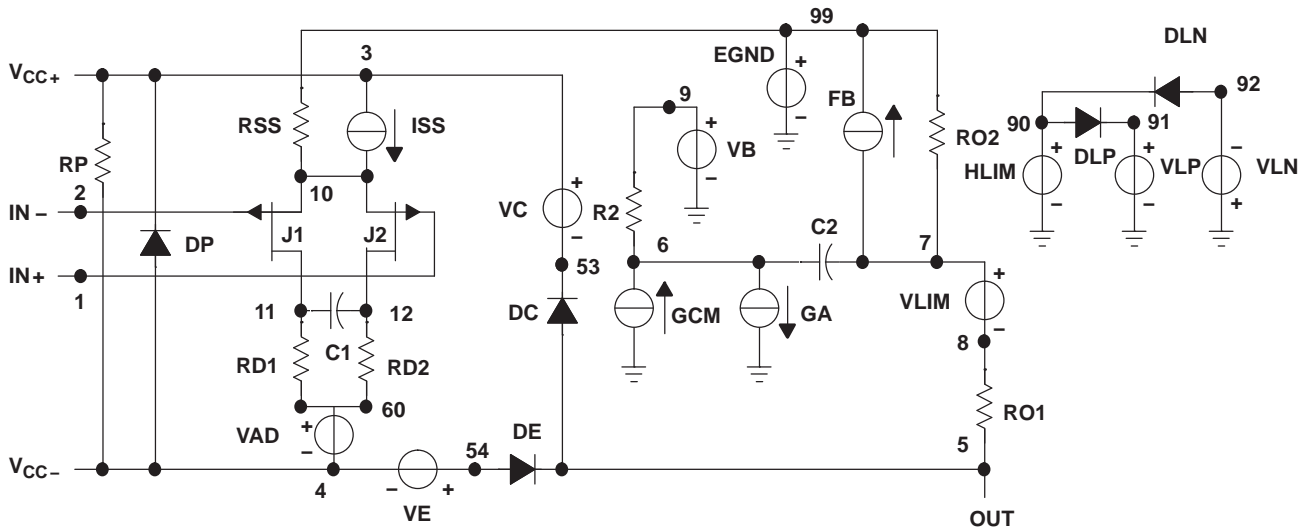 99
DLN
3
EGND
+
−
VCC+
92
9
FB
RSS
ISS
90
91
+
−
VB
RO2
RP
HLIM
+
−
DLP
+
−
VLP
−
+
VLN
2
10
IN −
VC
+
−
R2
C2
J1
J2
DP
6
7
IN+
53
1
VLIM
+
−
11
12
DC
GCM
GA
8
C1
RD1
RD2
60
RO1
VAD
+
−
DE
54
5
VCC−
4
−
+
VE
OUT